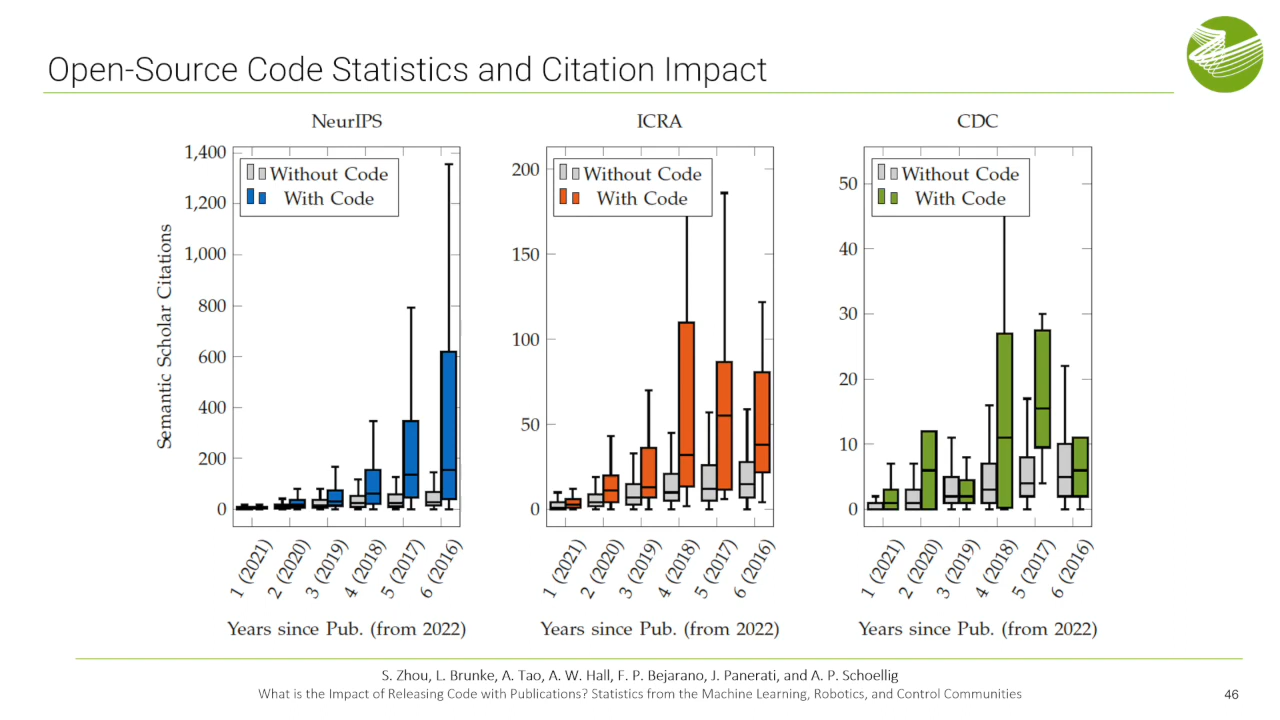 Open-Source Code Statistics and Citation Impact
NeurIPS
Semantic Scholar Citations
1,400
1,200
1,000
800
600
400
200
0
Without Code
With Code
1 (2021)
2 (2020)
3 (2019)
4 (2018)
5 (2017)
6 (2016)
Years since Pub. (from 2022)
ICRA
200
150
100
50
0
Without Code
With Code
1 (2021)
2 (2020)
3 (2019)
4 (2018)
5 (2017)
6 (2016)
Years since Pub. (from 2022)
CDC
50
40
30
20
10
0
Without Code
With Code
1 (2021)
2 (2020)
3 (2019)
4 (2018)
5 (2017)
6 (2016)
Years since Pub. (from 2022)
S. Zhou, L. Brunke, A. Tao, A. W. Hall, F. P. Bejarano, J. Panerati, and A. P. Schoellig
What is the Impact of Releasing Code with Publications? Statistics from the Machine Learning, Robotics, and Control Communities
46